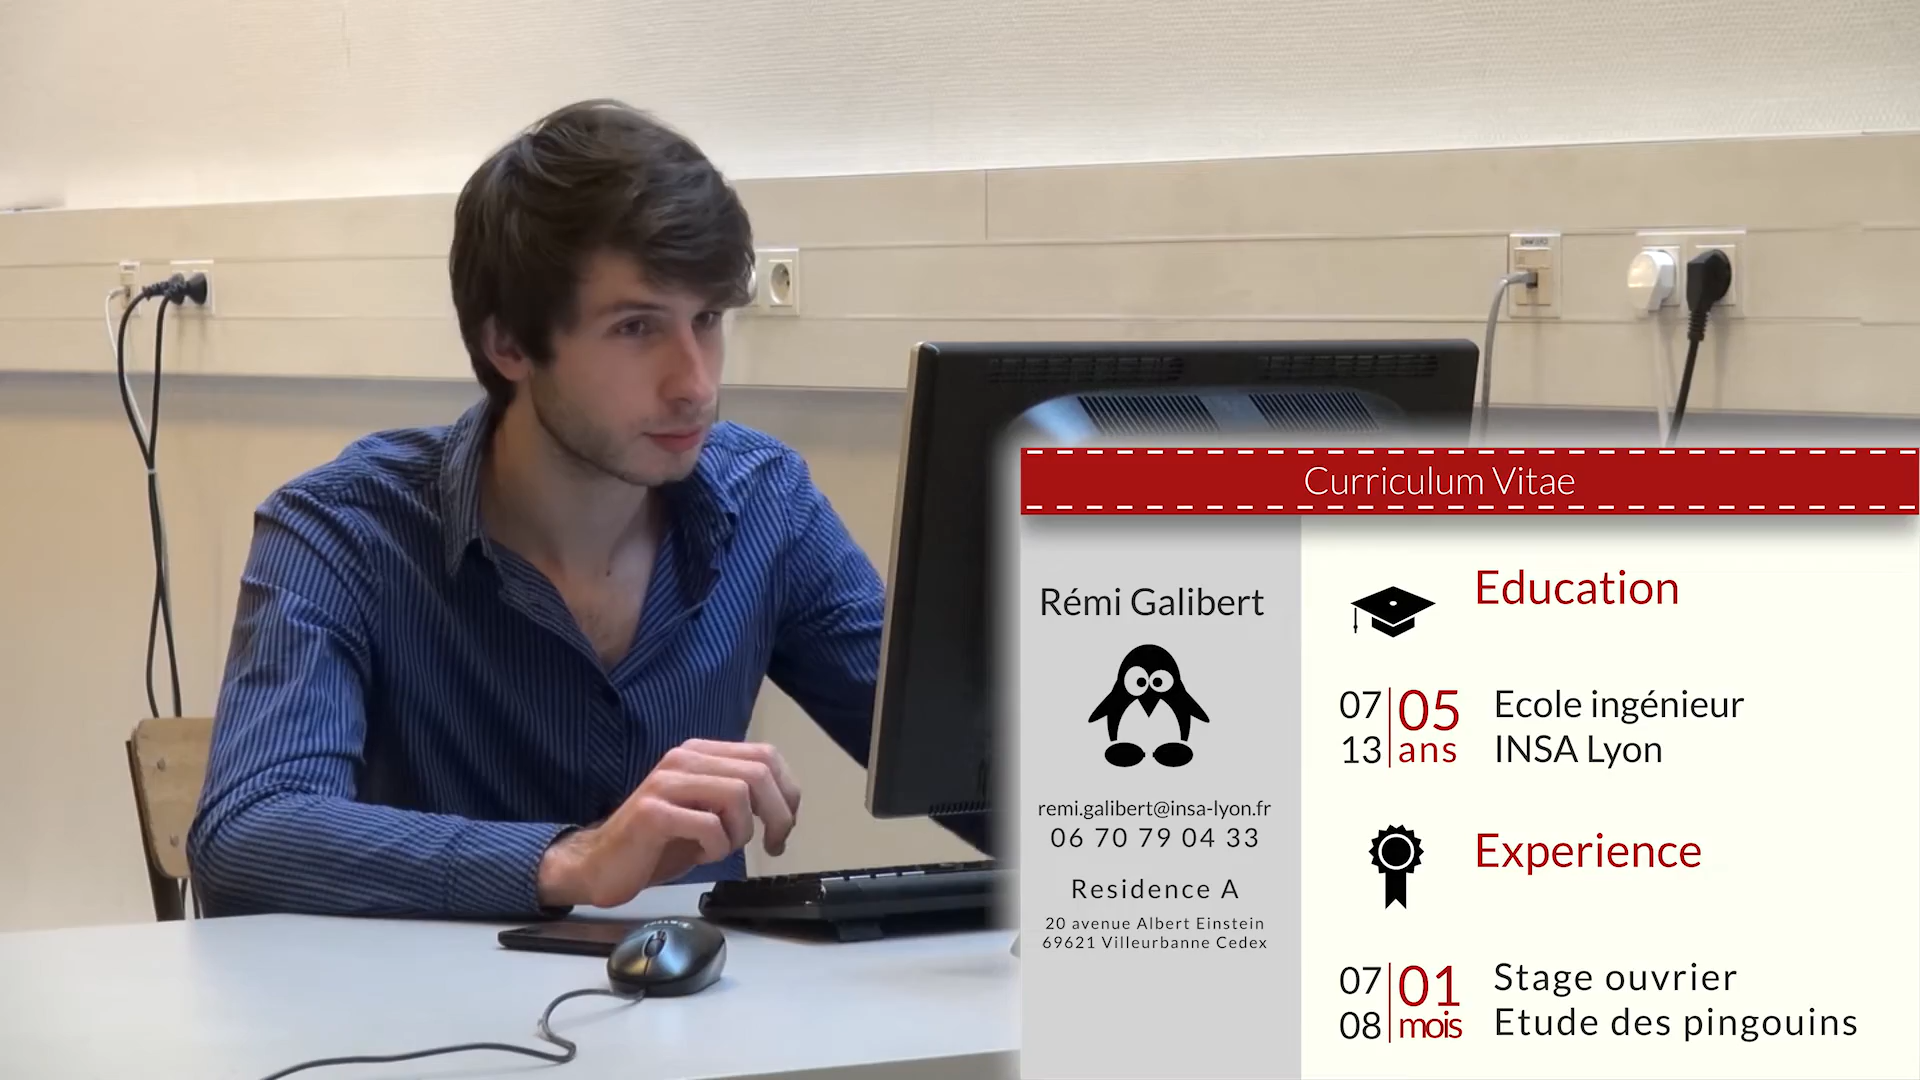 Curriculum Vitae
Rémi Galibert
remi.galibert@insa-lyon.fr
06 70 79 04 33
Residence A
20 avenue Albert Einstein
69621 Villeurbanne Cedex
Education
07
13
05
ans
Ecole ingénieur
INSA Lyon
Experience
07
08
01
mois
Stage ouvrier
Etude des pingouins